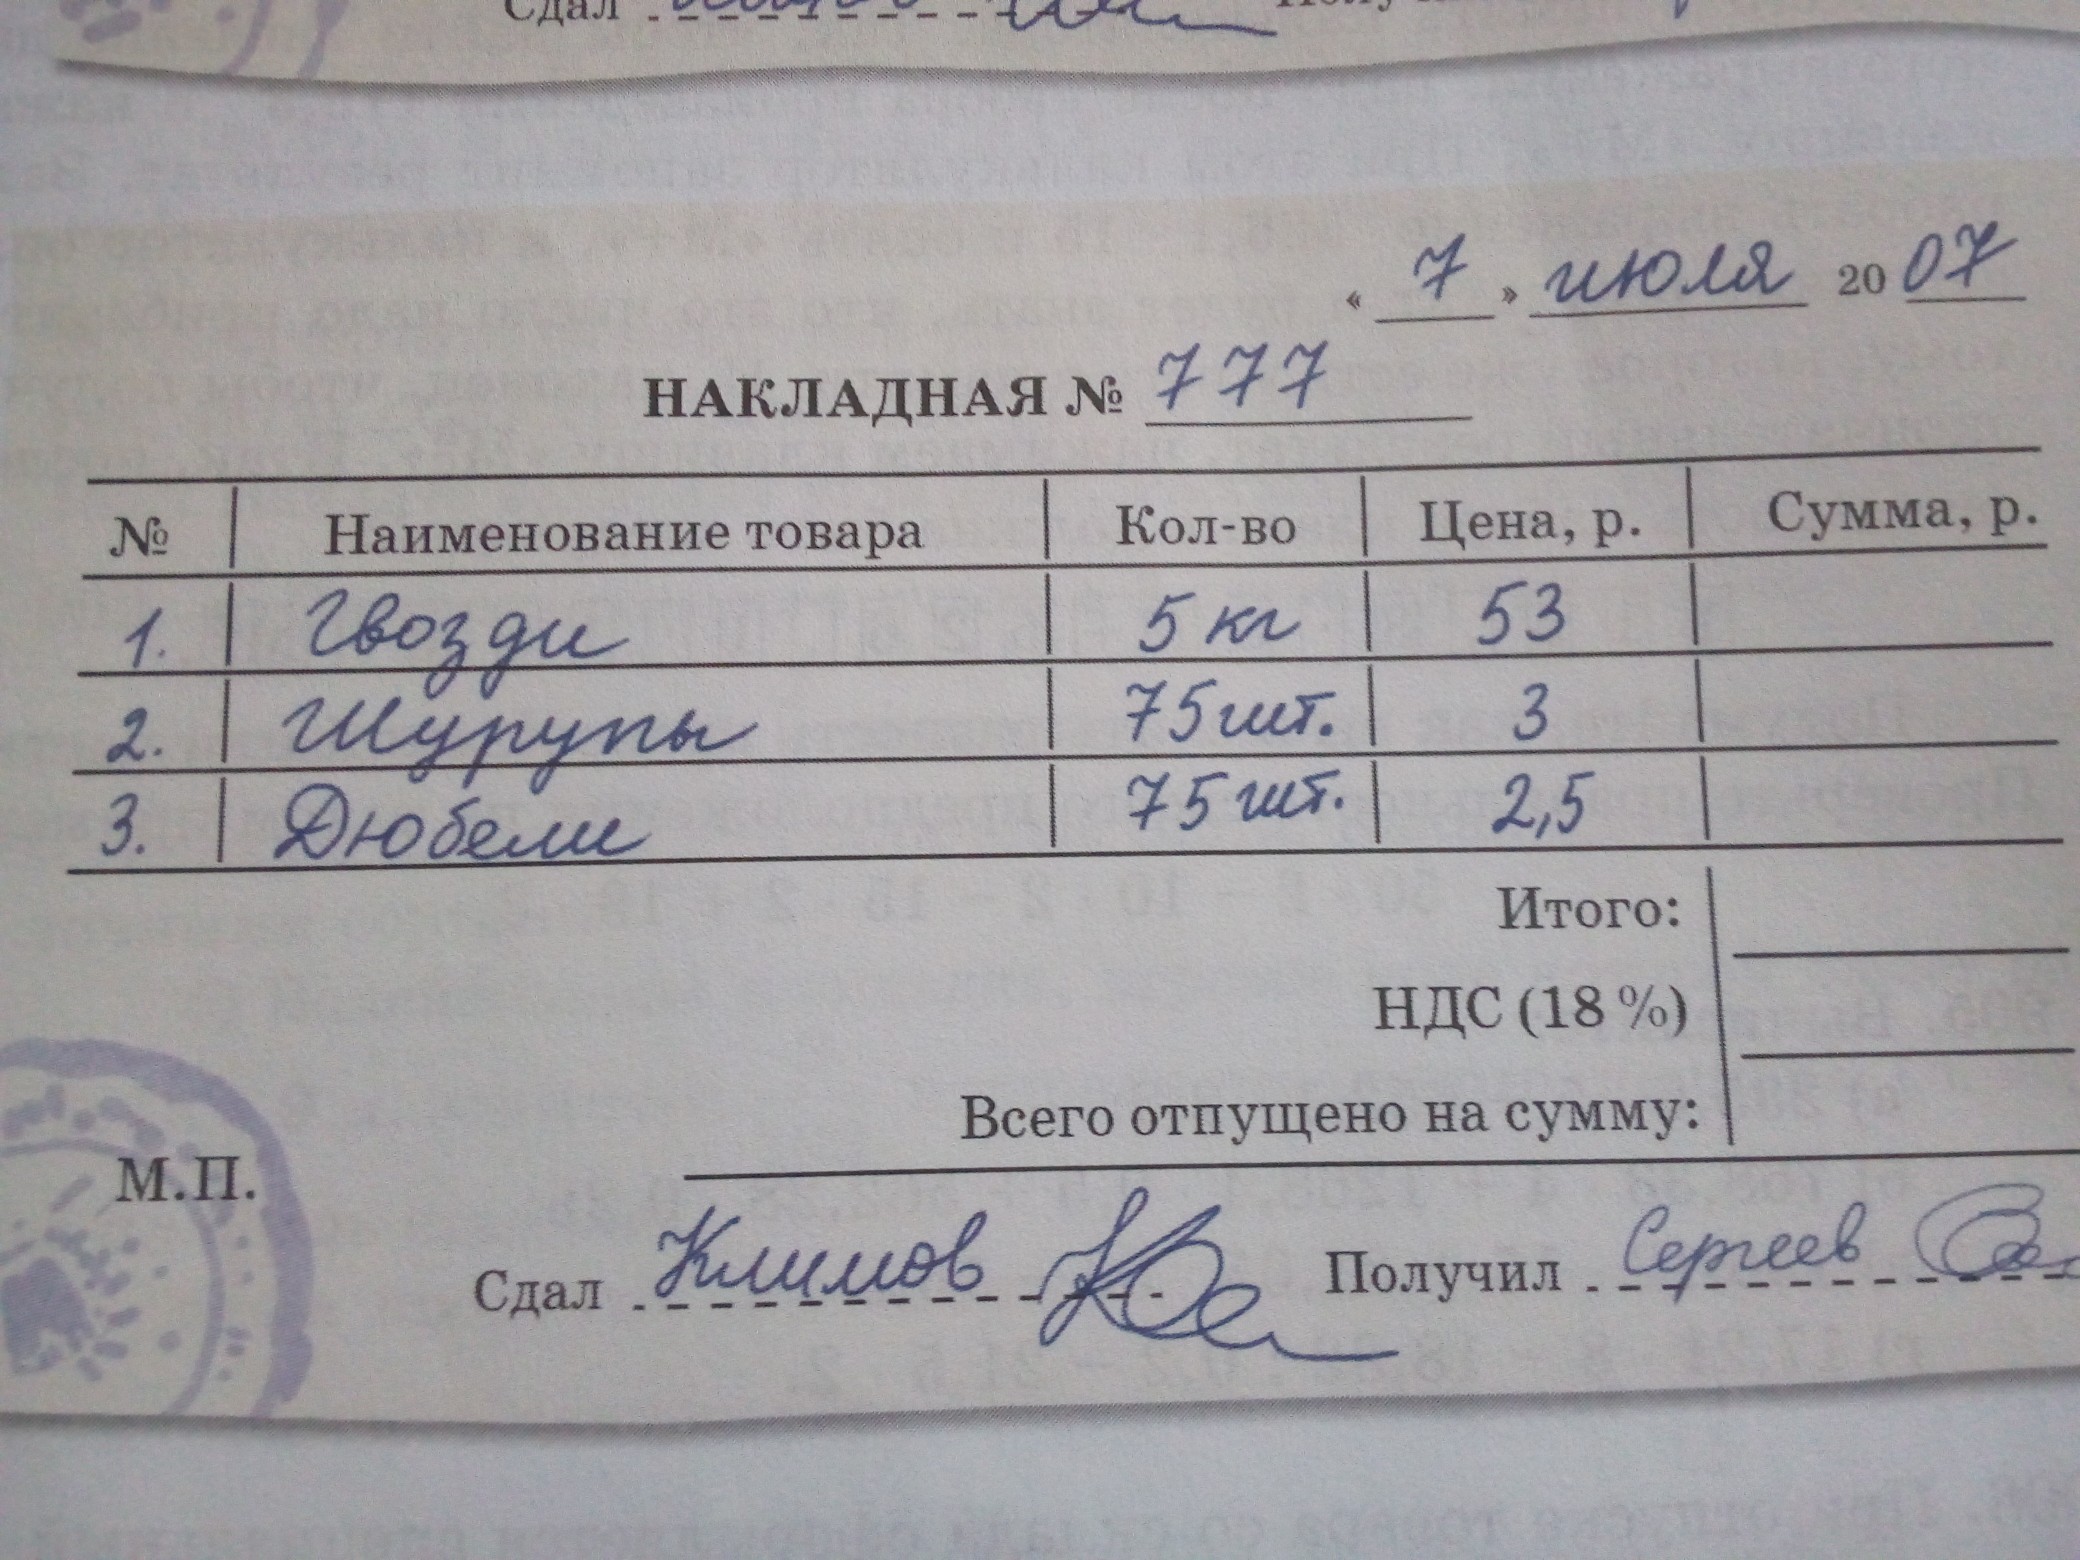 Сдал
« 7 » июля 20 07
НАКЛАДНАЯ № 777
№ Наименование товара Кол-во Цена, р. Сумма, р.
1. Гвозди 5 кг 53
2. Шурупы 75 шт. 3
3. Дюбели 75 шт. 2,5
Итого:
НДС (18 %)
Всего отпущено на сумму:
М.П.
Сдал Климов Получил Сергеев